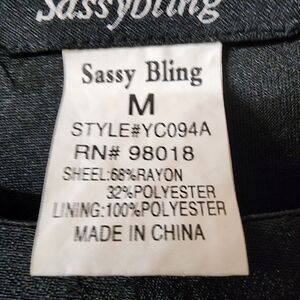 Sassybling
Sassy Bling
M
STYLE#YC094A
RN# 98018
SHEEL:68%RAYON
32%POLYESTER
LINING:100%POLYESTER
MADE IN CHINA